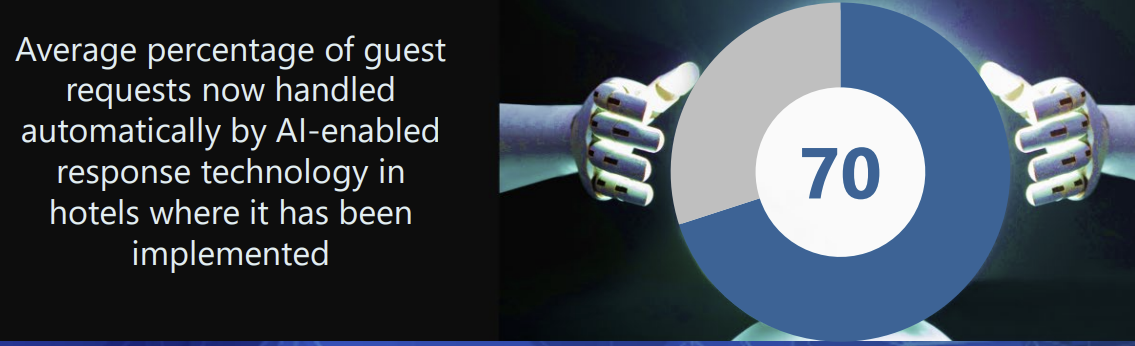 Average percentage of guest
requests now handled
automatically by AI-enabled
response technology in
hotels where it has been
implemented
70